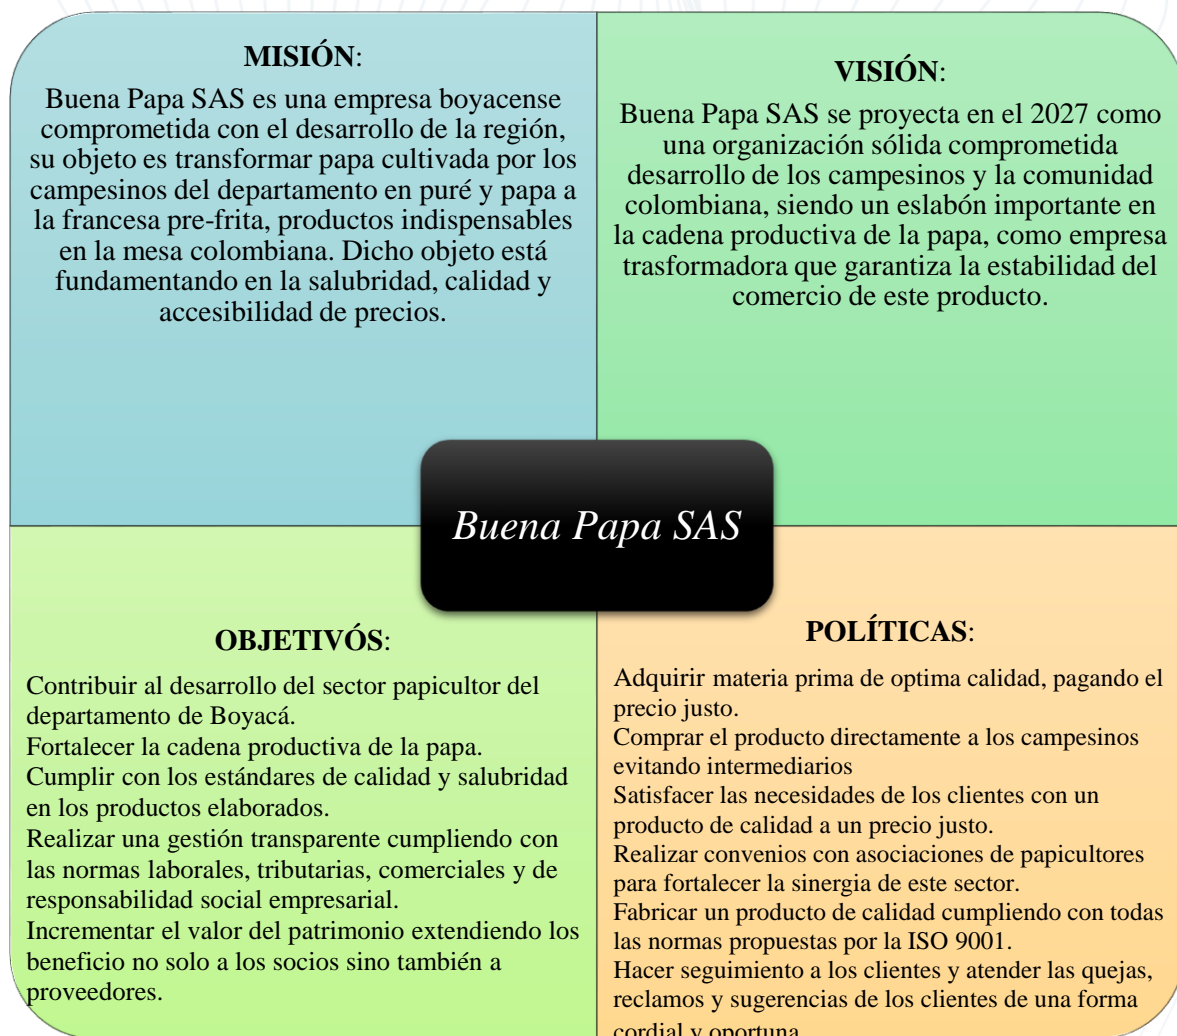 MISIÓN:
Buena Papa SAS es una empresa boyacense
comprometida con el desarrollo de la región,
su objeto es transformar papa cultivada por los
campesinos del departamento en puré y papa a
la francesa pre-frita, productos indispensables
en la mesa colombiana. Dicho objeto está
fundamentando en la salubridad, calidad y
accesibilidad de precios.
VISIÓN:
Buena Papa SAS se proyecta en el 2027 como
una organización sólida comprometida
desarrollo de los campesinos y la comunidad
colombiana, siendo un eslabón importante en
la cadena productiva de la papa, como empresa
trasformadora que garantiza la estabilidad del
comercio de este producto.
Buena Papa SAS
OBJETIVÓS:
Contribuir al desarrollo del sector papicultor del
departamento de Boyacá.
Fortalecer la cadena productiva de la papa.
Cumplir con los estándares de calidad y salubridad
en los productos elaborados.
Realizar una gestión transparente cumpliendo con
las normas laborales, tributarias, comerciales y de
responsabilidad social empresarial.
Incrementar el valor del patrimonio extendiendo los
beneficio no solo a los socios sino también a
proveedores.
POLÍTICAS:
Adquirir materia prima de optima calidad, pagando el
precio justo.
Comprar el producto directamente a los campesinos
evitando intermediarios
Satisfacer las necesidades de los clientes con un
producto de calidad a un precio justo.
Realizar convenios con asociaciones de papicultores
para fortalecer la sinergia de este sector.
Fabricar un producto de calidad cumpliendo con todas
las normas propuestas por la ISO 9001.
Hacer seguimiento a los clientes y atender las quejas,
reclamos y sugerencias de los clientes de una forma
cordial y oportuna